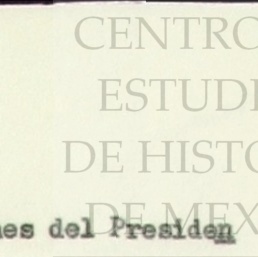 CENTRO
ESTUDI
DE HISTO
DE MEX
nes del Presiden